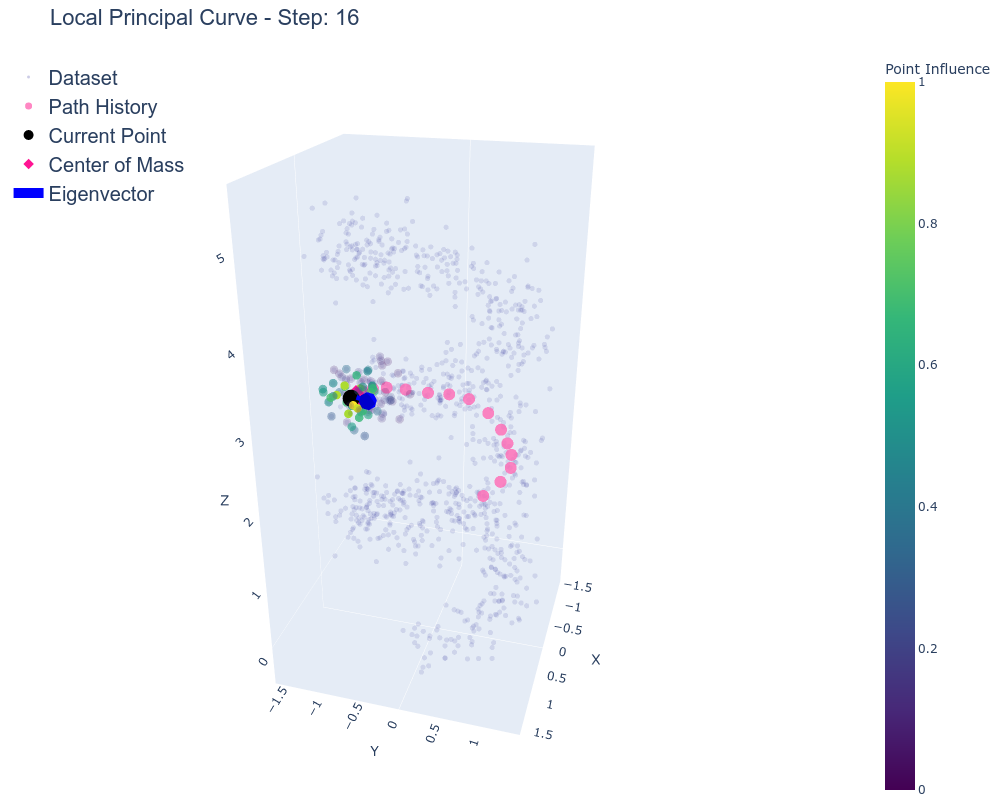 Local Principal Curve - Step: 16
Dataset
Path History
Current Point
Center of Mass
Eigenvector
Point Influence
1
0.8
0.6
0.4
0.2
0
5
4
3
2
1
0
Z
−1.5
−1
−0.5
0
0.5
1
Y
−1.5
−1
−0.5
0
0.5
1
1.5
X